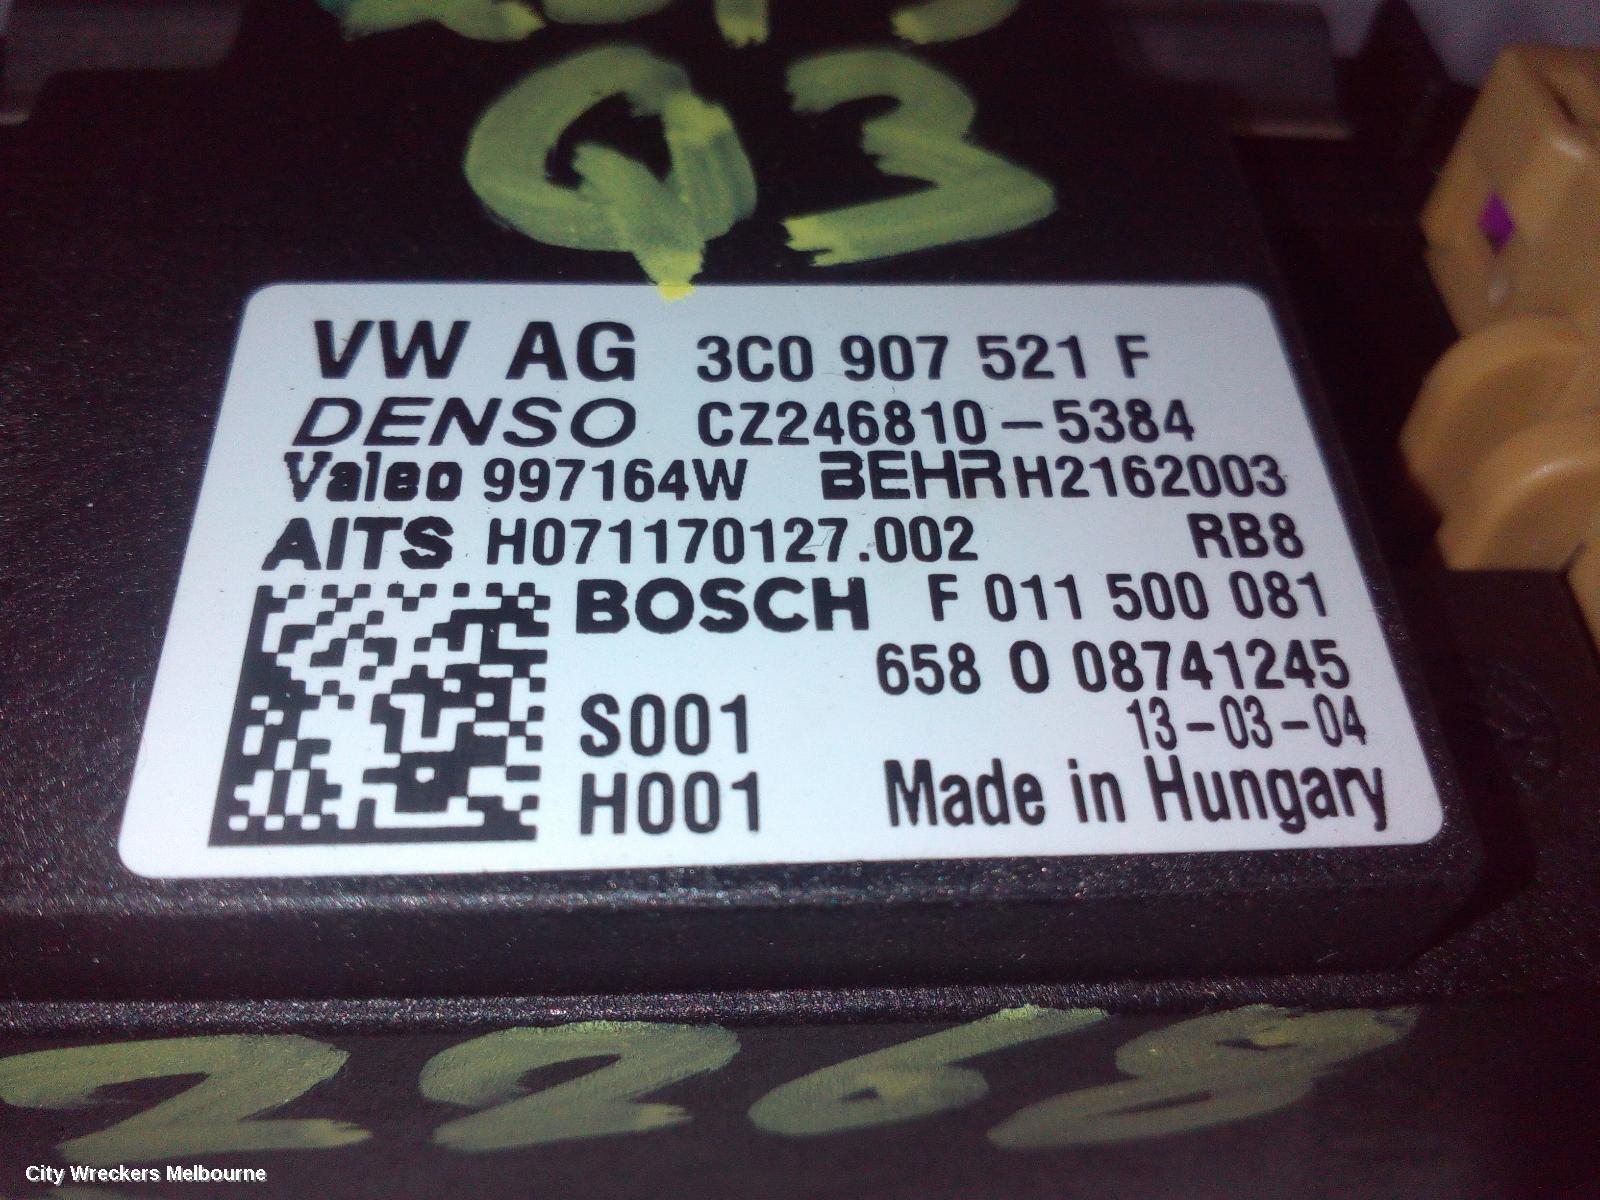 Q3
VW AG 3C0 907 521 F
DENSO CZ246810-5384
Valeo 997164W BEHR H2162003
AITS H071170127.002 RB8
BOSCH F 011 500 081
658 0 08741245
S001 13-03-04
H001 Made in Hungary
2268
City Wreckers Melbourne